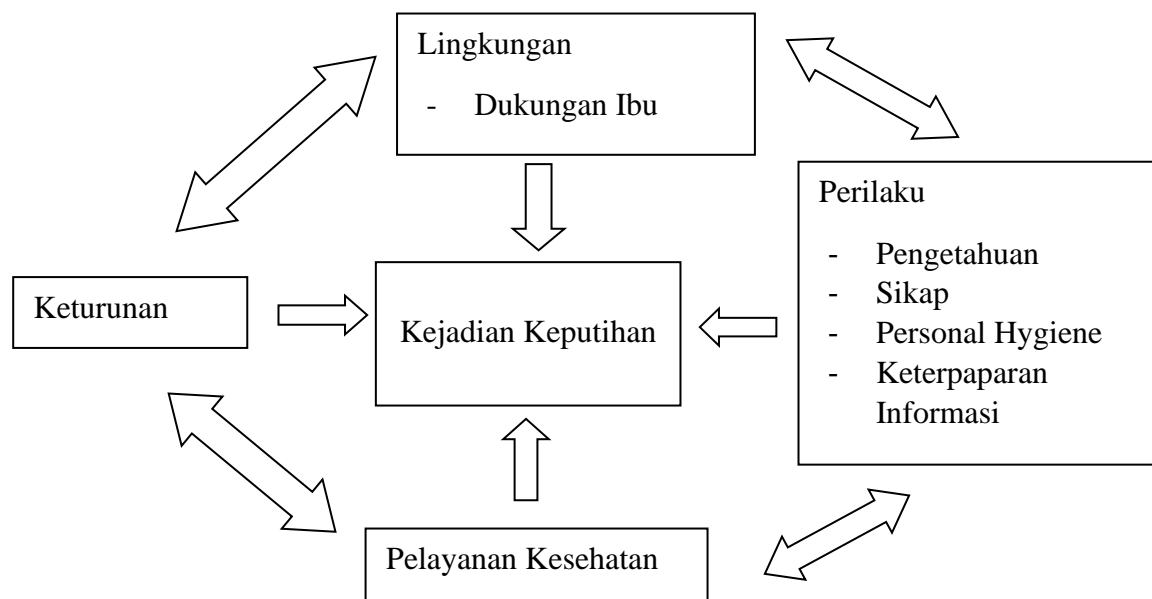 Lingkungan
- Dukungan Ibu
Perilaku
- Pengetahuan
- Sikap
- Personal Hygiene
- Keterpaparan
Informasi
Keturunan
Kejadian Keputihan
Pelayanan Kesehatan